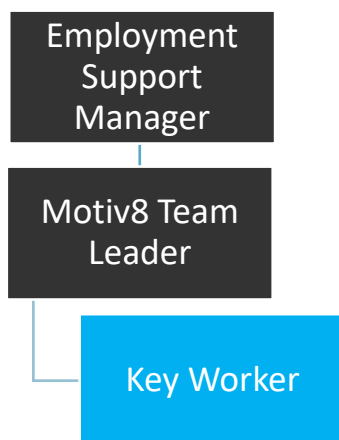 Employment
Support
Manager
Motiv8 Team
Leader
Key Worker